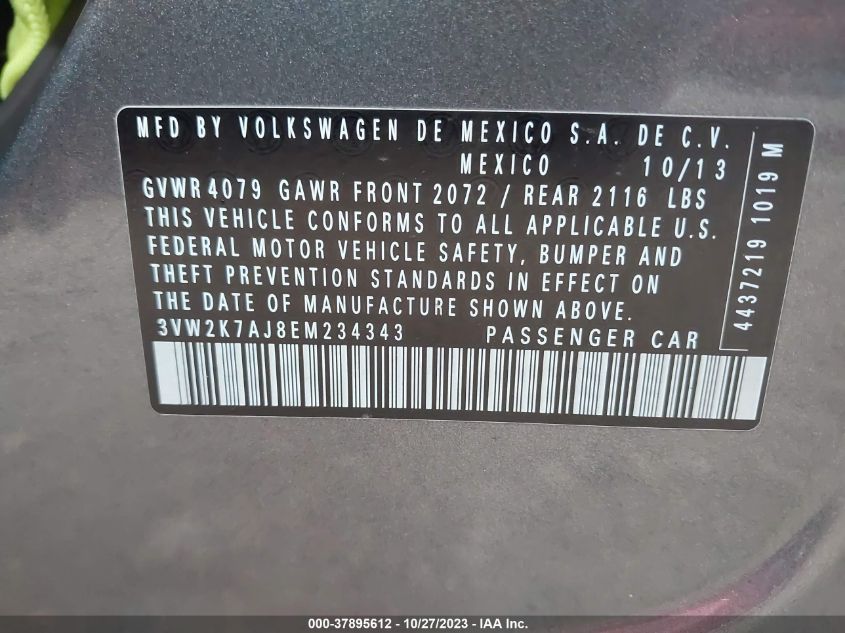 MFD BY VOLKSWAGEN DE MEXICO S.A. DE C.V.
MEXICO 10/13
GVWR 4079 GAWR FRONT 2072 / REAR 2116 LBS
THIS VEHICLE CONFORMS TO ALL APPLICABLE U.S.
FEDERAL MOTOR VEHICLE SAFETY, BUMPER AND
THEFT PREVENTION STANDARDS IN EFFECT ON
THE DATE OF MANUFACTURE SHOWN ABOVE.
3VW2K7AJ8EM234343 PASSENGER CAR
4437219 1019 M
000-37895612 - 10/27/2023 - IAA Inc.